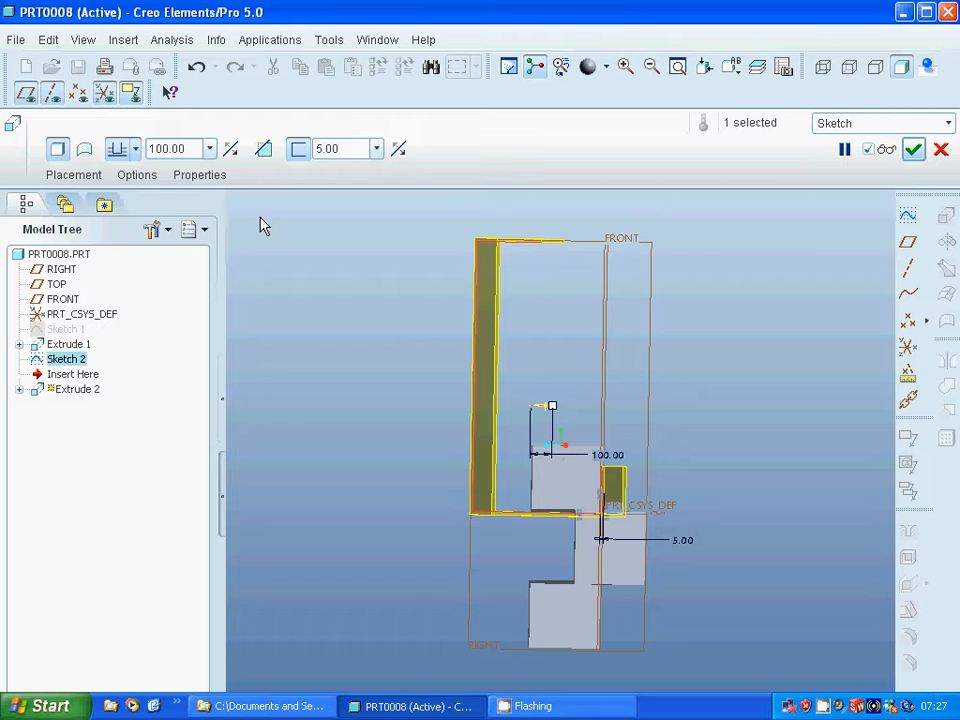 PRT0008 (Active) - Creo Elements/Pro 5.0
File Edit View Insert Analysis Info Applications Tools Window Help
1 selected Sketch
100.00 5.00
Placement Options Properties
Model Tree
PRT0008.PRT
RIGHT
TOP
FRONT
PRT_CSYS_DEF
Sketch 1
Extrude 1
Sketch 2
Insert Here
Extrude 2
FRONT
100.00
PRT_CSYS_DEF
5.00
RIGHT
Start C:\Documents and Se... PRT0008 (Active) - C... Flashing 07:27